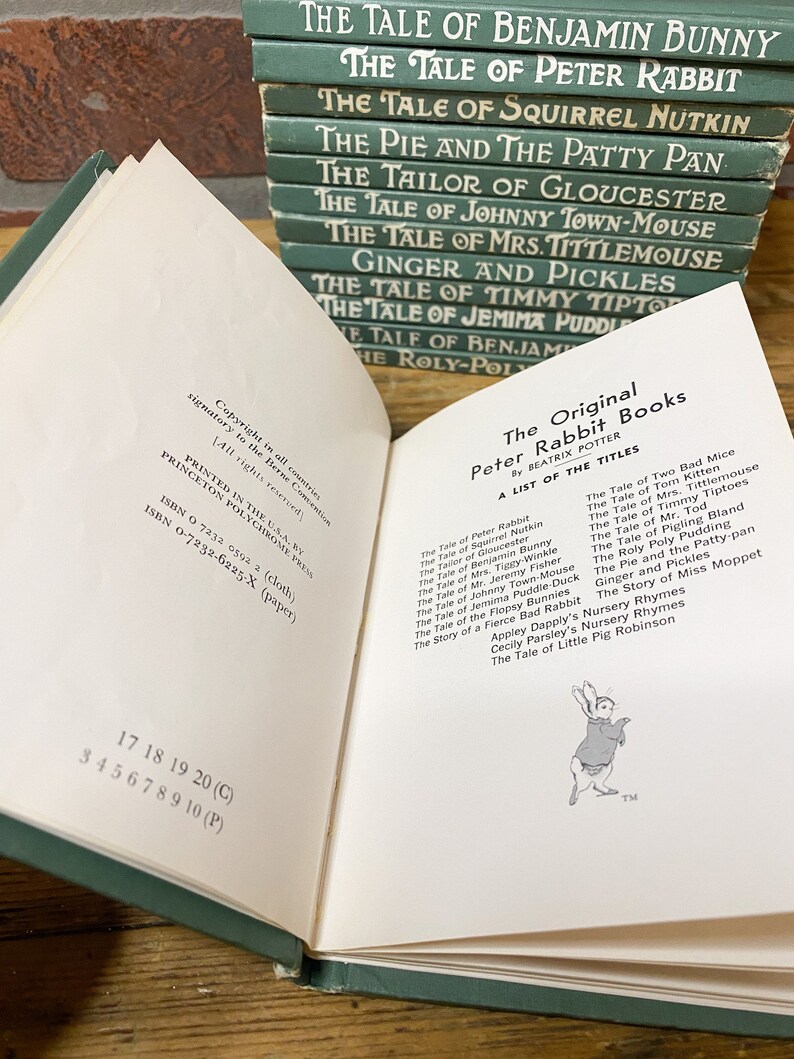 THE TALE OF BENJAMIN BUNNY
THE TALE OF PETER RABBIT
THE TALE OF SQUIRREL NUTKIN
THE PIE AND THE PATTY PAN
THE TAILOR OF GLOUCESTER
THE TALE OF JOHNNY TOWN-MOUSE
THE TALE OF MRS. TITTLEMOUSE
GINGER AND PICKLES
THE TALE OF TIMMY TIPTOE
THE TALE OF JEMIMA PUDDLE
THE TALE OF BENJAMIN
THE ROLY-POLY
Copyright in all countries
signatory to the Berne Convention
[All rights reserved]
PRINTED IN THE U.S.A. BY
PRINCETON POLYCHROME PRESS
ISBN 0 7232 0592 2 (cloth)
ISBN 0-7232-6225-X (paper)
17 18 19 20 (C)
3 4 5 6 7 8 9 10 (P)
The Original
Peter Rabbit Books
By BEATRIX POTTER
A LIST OF THE TITLES
The Tale of Peter Rabbit
The Tale of Squirrel Nutkin
The Tailor of Gloucester
The Tale of Benjamin Bunny
The Tale of Mrs. Tiggy-Winkle
The Tale of Mr. Jeremy Fisher
The Tale of Johnny Town-Mouse
The Tale of Jemima Puddle-Duck
The Tale of the Flopsy Bunnies
The Story of a Fierce Bad Rabbit
The Tale of Two Bad Mice
The Tale of Tom Kitten
The Tale of Mrs. Tittlemouse
The Tale of Timmy Tiptoes
The Tale of Mr. Tod
The Tale of Pigling Bland
The Roly Poly Pudding
The Pie and the Patty-pan
Ginger and Pickles
The Story of Miss Moppet
Appley Dapply's Nursery Rhymes
Cecily Parsley's Nursery Rhymes
The Tale of Little Pig Robinson
TM